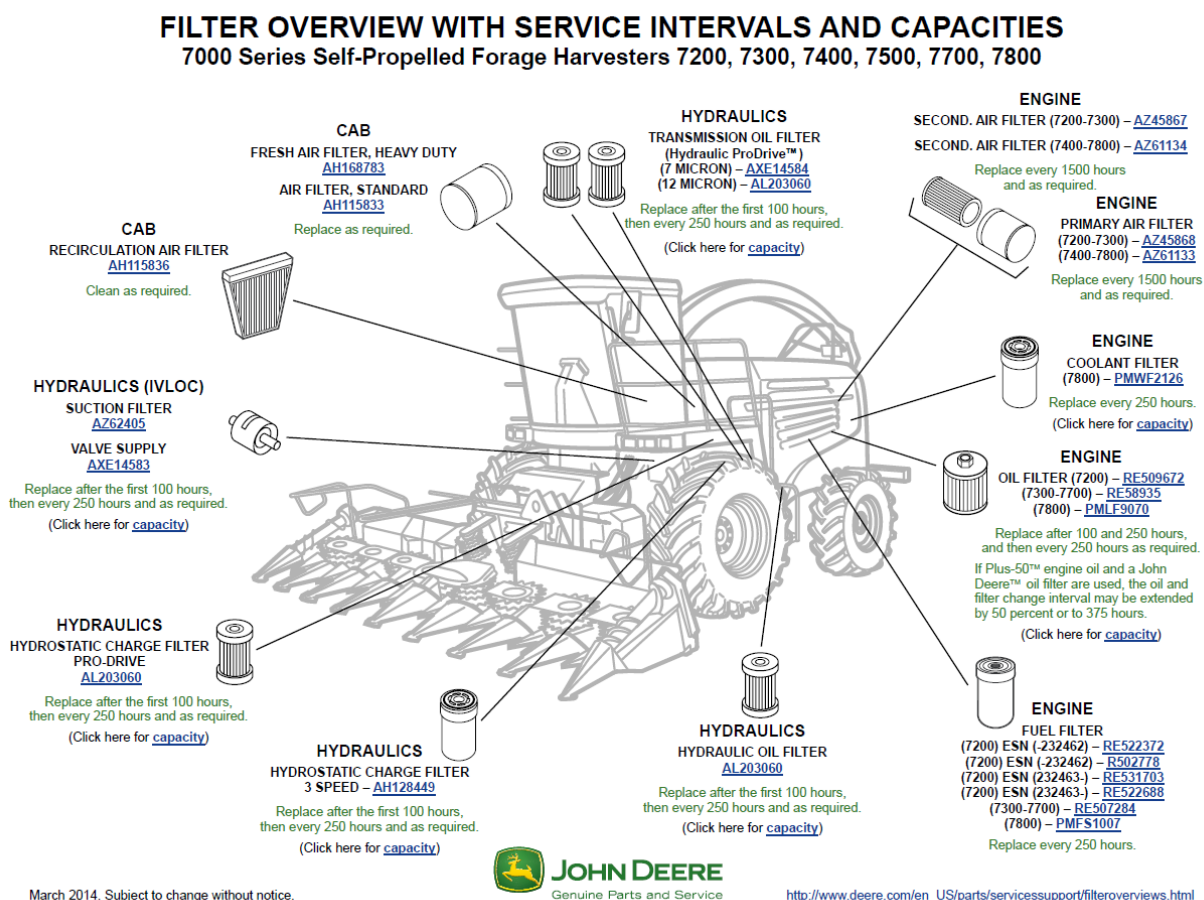 FILTER OVERVIEW WITH SERVICE INTERVALS AND CAPACITIES
7000 Series Self-Propelled Forage Harvesters 7200, 7300, 7400, 7500, 7700, 7800
CAB
FRESH AIR FILTER, HEAVY DUTY
AH168783
AIR FILTER, STANDARD
AH115833
Replace as required.
HYDRAULICS
TRANSMISSION OIL FILTER
(Hydraulic ProDrive™)
(7 MICRON) – AXE14584
(12 MICRON) – AL203060
Replace after the first 100 hours,
then every 250 hours and as required.
(Click here for capacity)
ENGINE
SECOND. AIR FILTER (7200-7300) – AZ45867
SECOND. AIR FILTER (7400-7800) – AZ61134
Replace every 1500 hours
and as required.
ENGINE
PRIMARY AIR FILTER
(7200-7300) – AZ45868
(7400-7800) – AZ61133
Replace every 1500 hours
and as required.
CAB
RECIRCULATION AIR FILTER
AH115836
Clean as required.
ENGINE
COOLANT FILTER
(7800) – PMWF2126
Replace every 250 hours.
(Click here for capacity)
HYDRAULICS (IVLOC)
SUCTION FILTER
AZ62405
VALVE SUPPLY
AXE14583
Replace after the first 100 hours,
then every 250 hours and as required.
(Click here for capacity)
ENGINE
OIL FILTER (7200) – RE509672
(7300-7700) – RE58935
(7800) – PMLF9070
Replace after 100 and 250 hours,
and then every 250 hours as required.
If Plus-50™ engine oil and a John
Deere™ oil filter are used, the oil and
filter change interval may be extended
by 50 percent or to 375 hours.
(Click here for capacity)
HYDRAULICS
HYDROSTATIC CHARGE FILTER
PRO-DRIVE
AL203060
Replace after the first 100 hours,
then every 250 hours and as required.
(Click here for capacity)
HYDRAULICS
HYDROSTATIC CHARGE FILTER
3 SPEED – AH128449
Replace after the first 100 hours,
then every 250 hours and as required.
(Click here for capacity)
HYDRAULICS
HYDRAULIC OIL FILTER
AL203060
Replace after the first 100 hours,
then every 250 hours and as required.
(Click here for capacity)
ENGINE
FUEL FILTER
(7200) ESN (-232462) – RE522372
(7200) ESN (-232462) – R502778
(7200) ESN (232463-) – RE531703
(7200) ESN (232463-) – RE522688
(7300-7700) – RE507284
(7800) – PMFS1007
Replace every 250 hours.
JOHN DEERE
Genuine Parts and Service
March 2014. Subject to change without notice.
http://www.deere.com/en_US/parts/servicessupport/filteroverviews.html